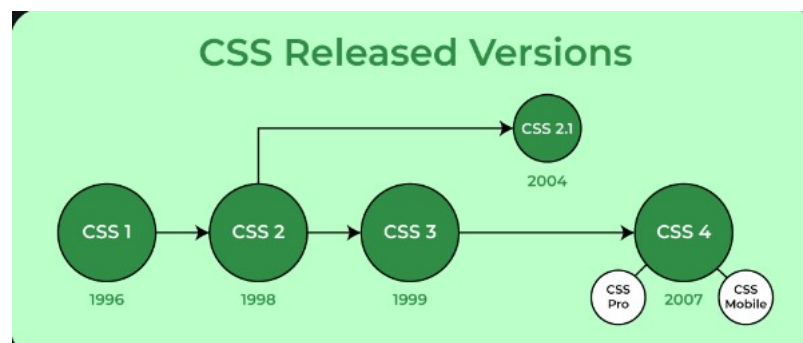 CSS Released Versions
CSS 2.1
2004
CSS 1
CSS 2
CSS 3
CSS 4
1996
1998
1999
CSS
Pro
2007
CSS
Mobile